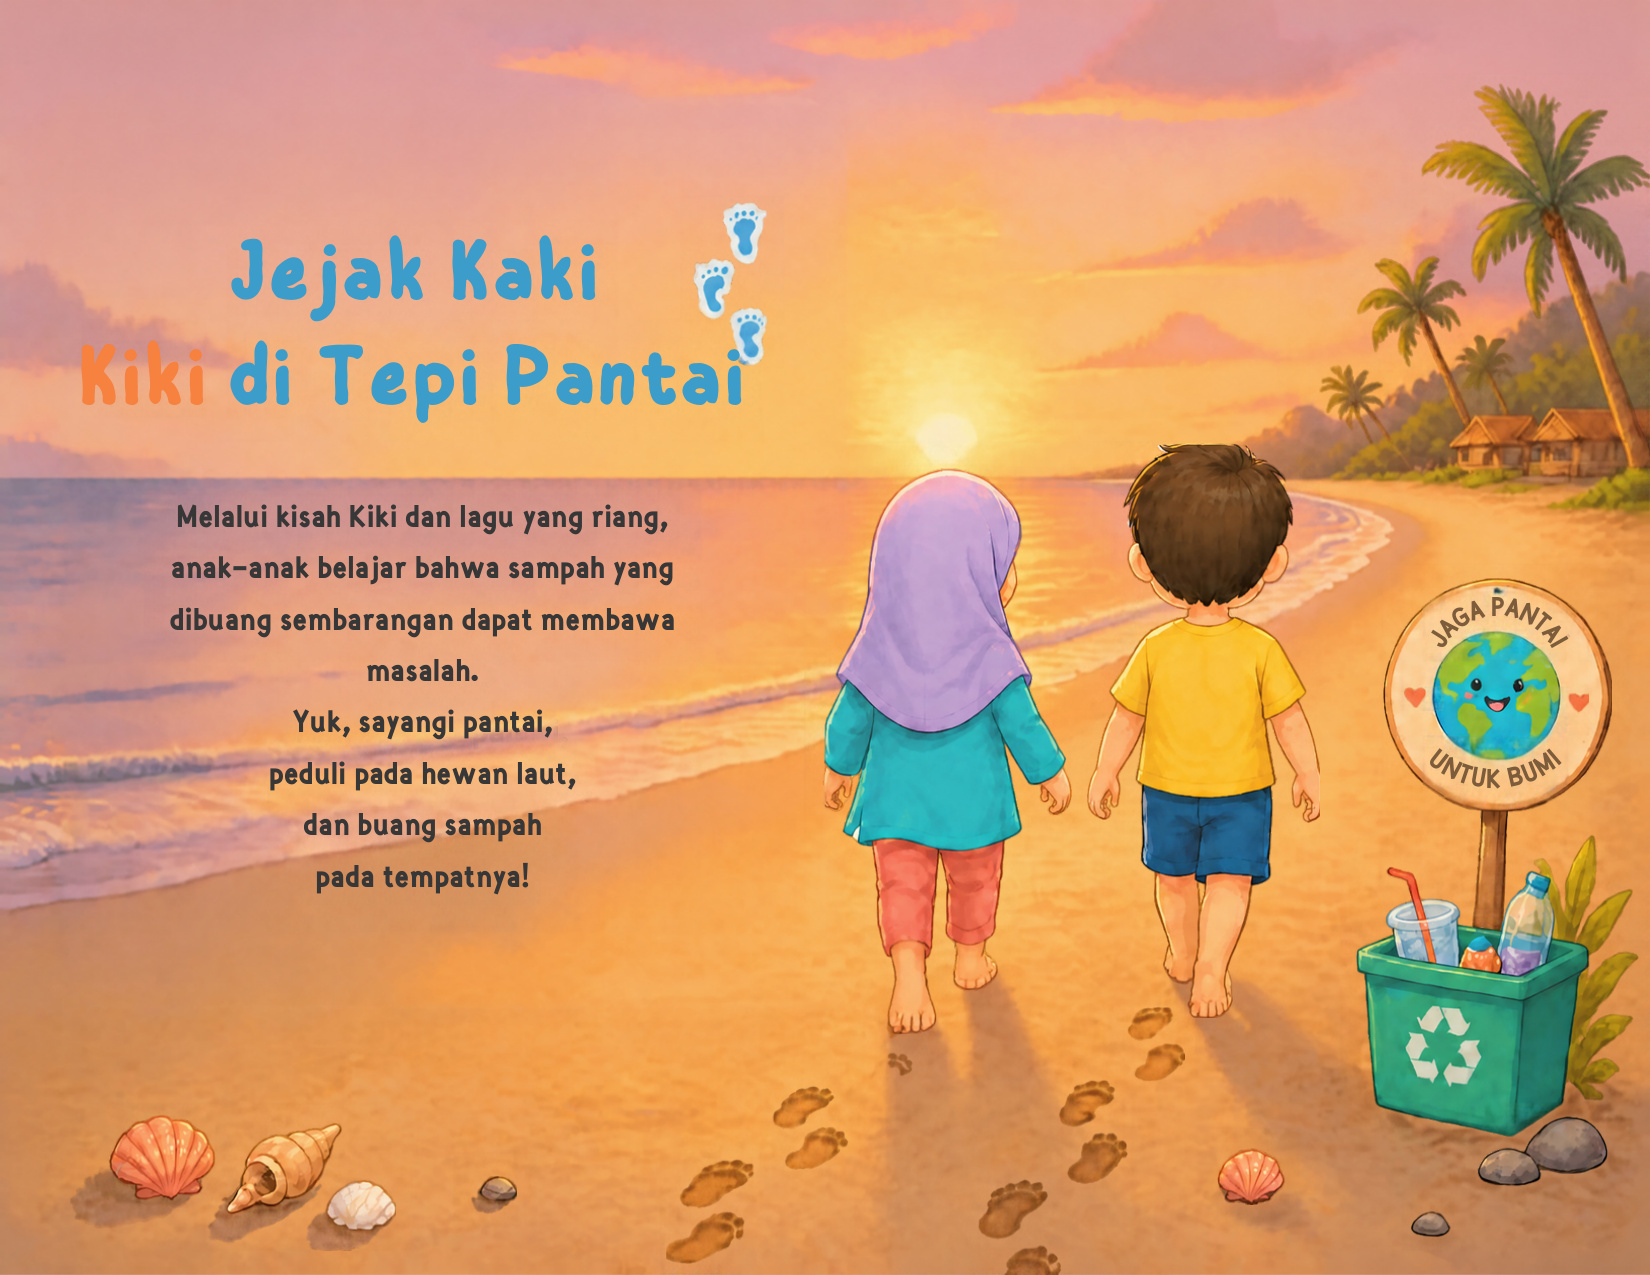 Jejak Kaki
Kiki di Tepi Pantai
Melalui kisah Kiki dan lagu yang riang,
anak-anak belajar bahwa sampah yang
dibuang sembarangan dapat membawa
masalah.
Yuk, sayangi pantai,
peduli pada hewan laut,
dan buang sampah
pada tempatnya!
JAGA PANTAI
UNTUK BUMI